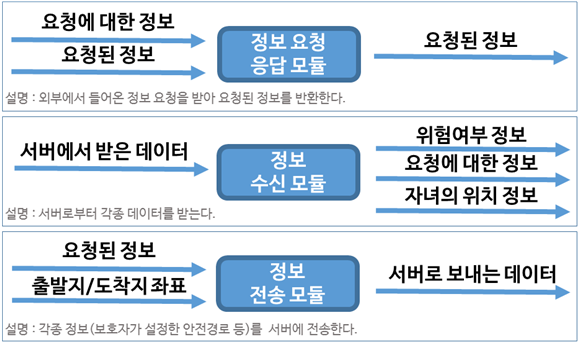 요청에 대한 정보
요청된 정보
정보 요청
응답 모듈
요청된 정보
설명 : 외부에서 들어온 정보 요청을 받아 요청된 정보를 반환한다.
서버에서 받은 데이터
정보
수신 모듈
위험여부 정보
요청에 대한 정보
자녀의 위치 정보
설명 : 서버로부터 각종 데이터를 받는다.
요청된 정보
출발지/도착지 좌표
정보
전송 모듈
서버로 보내는 데이터
설명 : 각종 정보(보호자가 설정한 안전경로 등)를 서버에 전송한다.